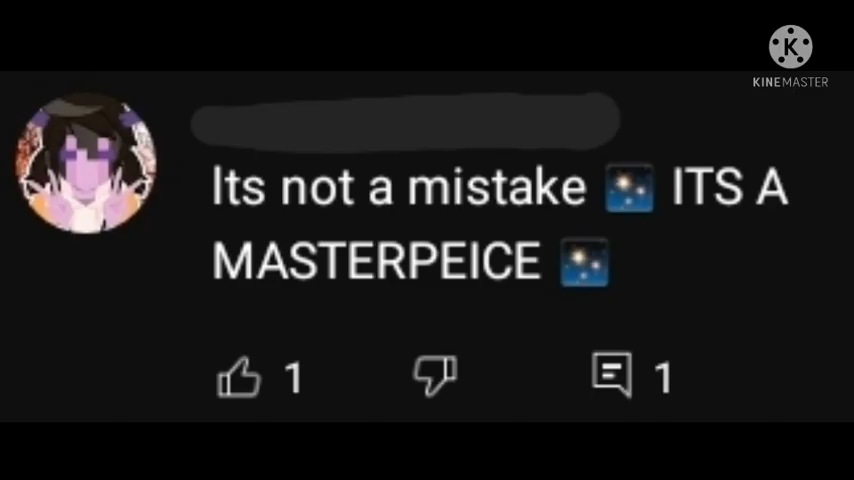 KINEMASTER
Its not a mistake 🎇 ITS A
MASTERPEICE 🎇
1
1